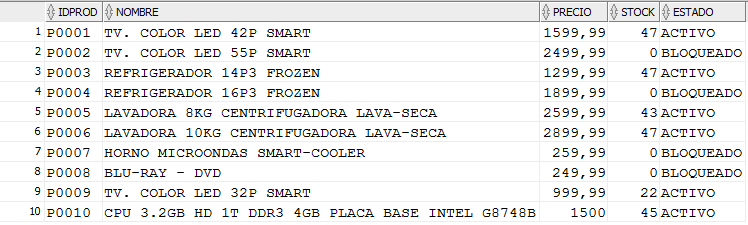 IDPROD NOMBRE PRECIO STOCK ESTADO
1 P0001 TV. COLOR LED 42P SMART 1599,99 47 ACTIVO
2 P0002 TV. COLOR LED 55P SMART 2499,99 0 BLOQUEADO
3 P0003 REFRIGERADOR 14P3 FROZEN 1299,99 47 ACTIVO
4 P0004 REFRIGERADOR 16P3 FROZEN 1899,99 0 BLOQUEADO
5 P0005 LAVADORA 8KG CENTRIFUGADORA LAVA-SECA 2599,99 43 ACTIVO
6 P0006 LAVADORA 10KG CENTRIFUGADORA LAVA-SECA 2899,99 47 ACTIVO
7 P0007 HORNO MICROONDAS SMART-COOLER 259,99 0 BLOQUEADO
8 P0008 BLU-RAY - DVD 249,99 0 BLOQUEADO
9 P0009 TV. COLOR LED 32P SMART 999,99 22 ACTIVO
10 P0010 CPU 3.2GB HD 1T DDR3 4GB PLACA BASE INTEL G8748B 1500 45 ACTIVO